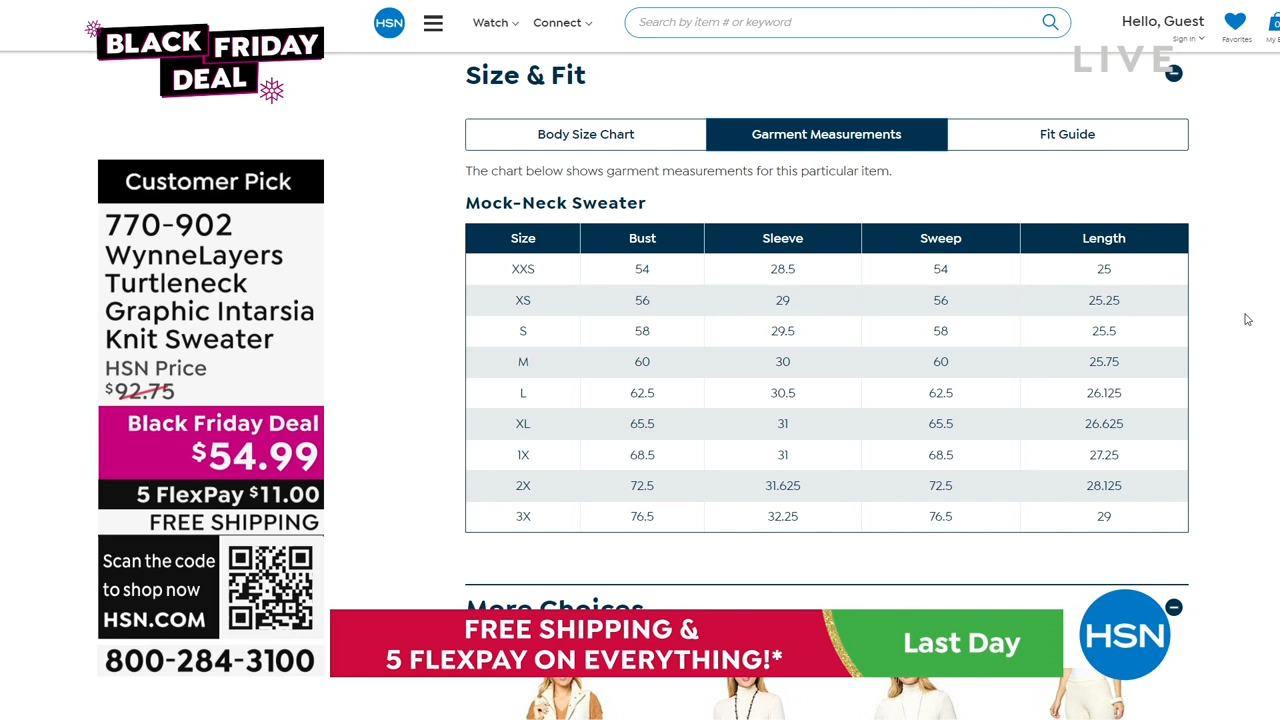 BLACK FRIDAY
DEAL
HSN
Watch
Connect
Search by item # or keyword
Hello, Guest
Sign In
Favorites
0
LIVE
Size & Fit
Body Size Chart
Garment Measurements
Fit Guide
The chart below shows garment measurements for this particular item.
Mock-Neck Sweater
Size Bust Sleeve Sweep Length
XXS 54 28.5 54 25
XS 56 29 56 25.25
S 58 29.5 58 25.5
M 60 30 60 25.75
L 62.5 30.5 62.5 26.125
XL 65.5 31 65.5 26.625
1X 68.5 31 68.5 27.25
2X 72.5 31.625 72.5 28.125
3X 76.5 32.25 76.5 29
More Choices
Customer Pick
770-902
WynneLayers
Turtleneck
Graphic Intarsia
Knit Sweater
HSN Price
$92.75
Black Friday Deal
$54.99
5 FlexPay $11.00
FREE SHIPPING
Scan the code
to shop now
HSN.COM
800-284-3100
FREE SHIPPING &
5 FLEXPAY ON EVERYTHING!*
Last Day
HSN